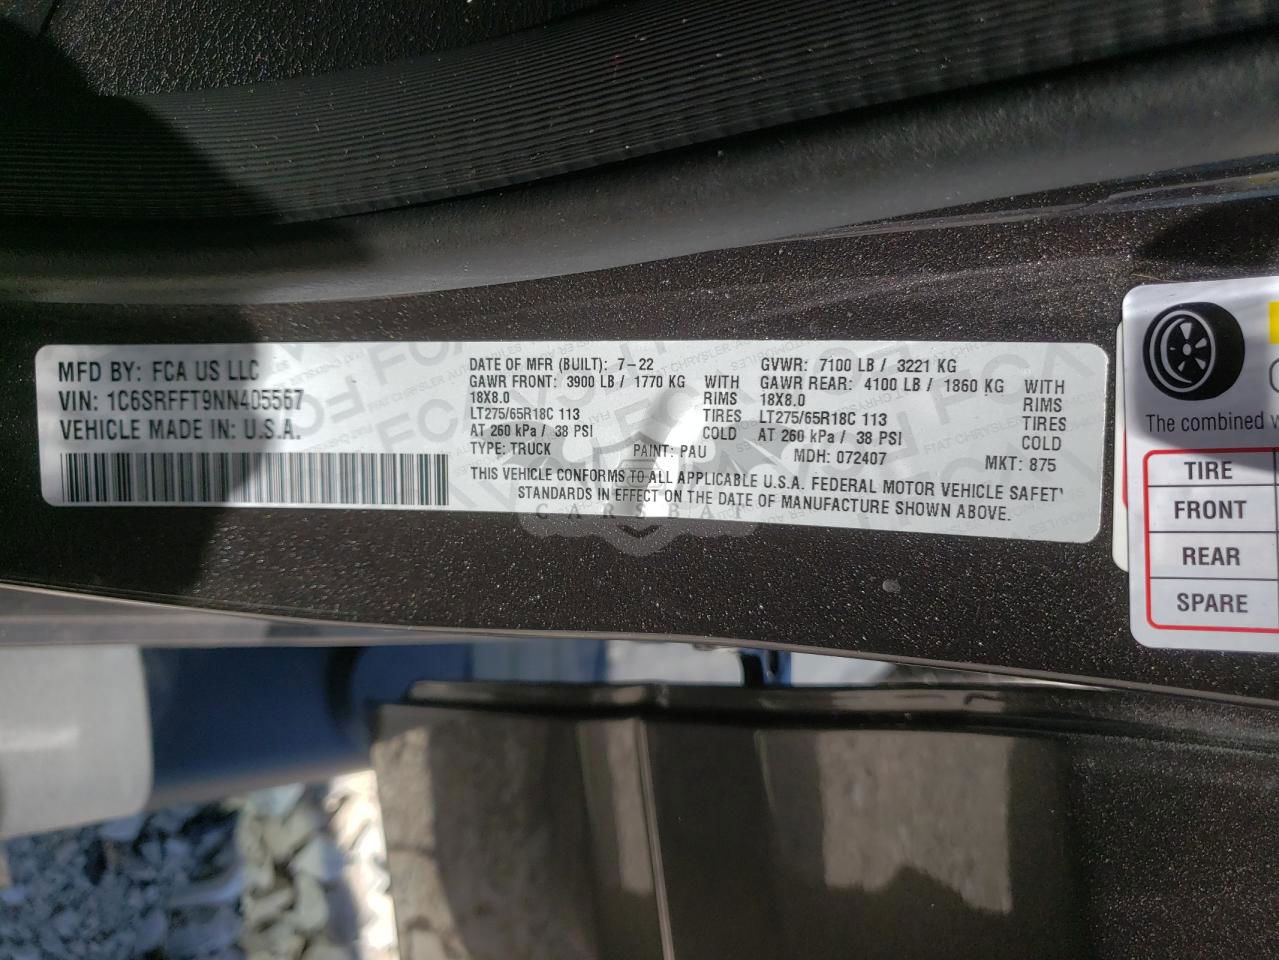 MFD BY: FCA US LLC
VIN: 1C6SRFFT9NN405567
VEHICLE MADE IN: U.S.A.
DATE OF MFR (BUILT): 7-22
GAWR FRONT: 3900 LB / 1770 KG WITH
18X8.0 RIMS
LT275/65R18C 113 TIRES
AT 260 kPa / 38 PSI COLD
TYPE: TRUCK PAINT: PAU
GVWR: 7100 LB / 3221 KG
GAWR REAR: 4100 LB / 1860 KG WITH
18X8.0 RIMS
LT275/65R18C 113 TIRES
AT 260 kPa / 38 PSI COLD
MDH: 072407 MKT: 875
THIS VEHICLE CONFORMS TO ALL APPLICABLE U.S.A. FEDERAL MOTOR VEHICLE SAFETY
STANDARDS IN EFFECT ON THE DATE OF MANUFACTURE SHOWN ABOVE.
The combined
TIRE
FRONT
REAR
SPARE